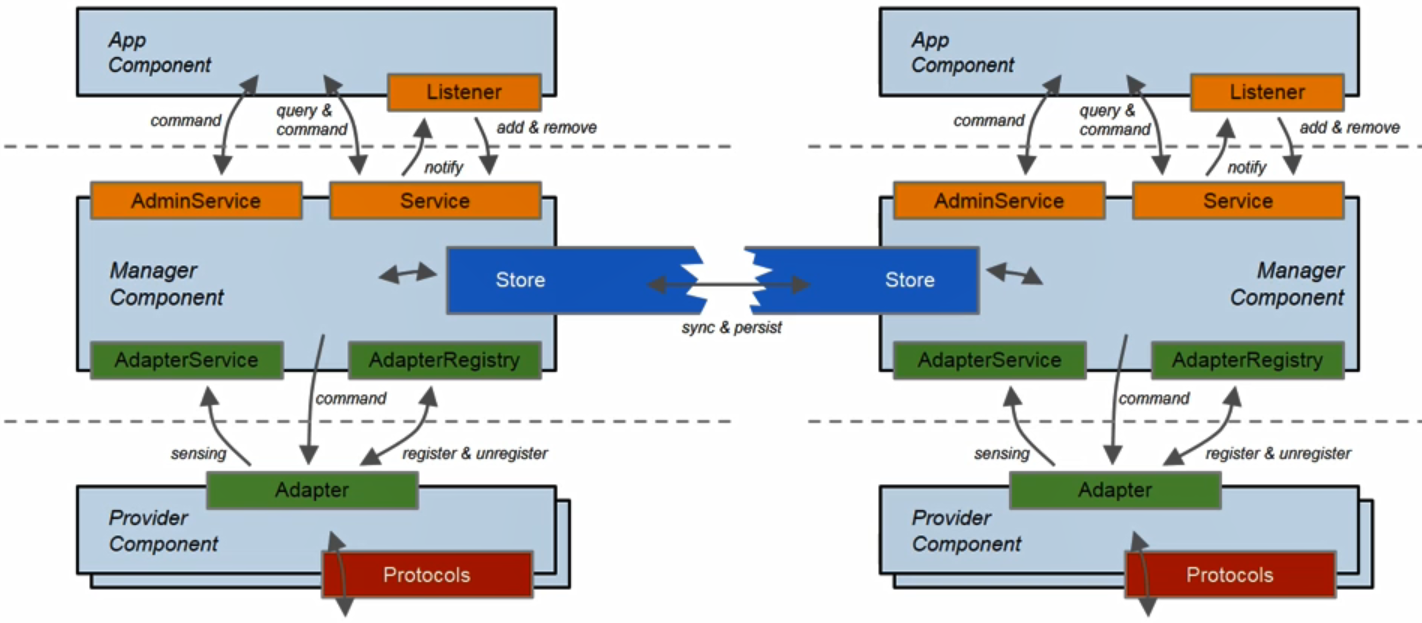 App
Component
Listener
command
query &
command
add & remove
notify
AdminService
Service
Manager
Component
Store
AdapterService
AdapterRegistry
command
sensing
register & unregister
Adapter
Provider
Component
Protocols
sync & persist
App
Component
Listener
command
query &
command
add & remove
notify
AdminService
Service
Store
Manager
Component
AdapterService
AdapterRegistry
command
sensing
register & unregister
Adapter
Provider
Component
Protocols